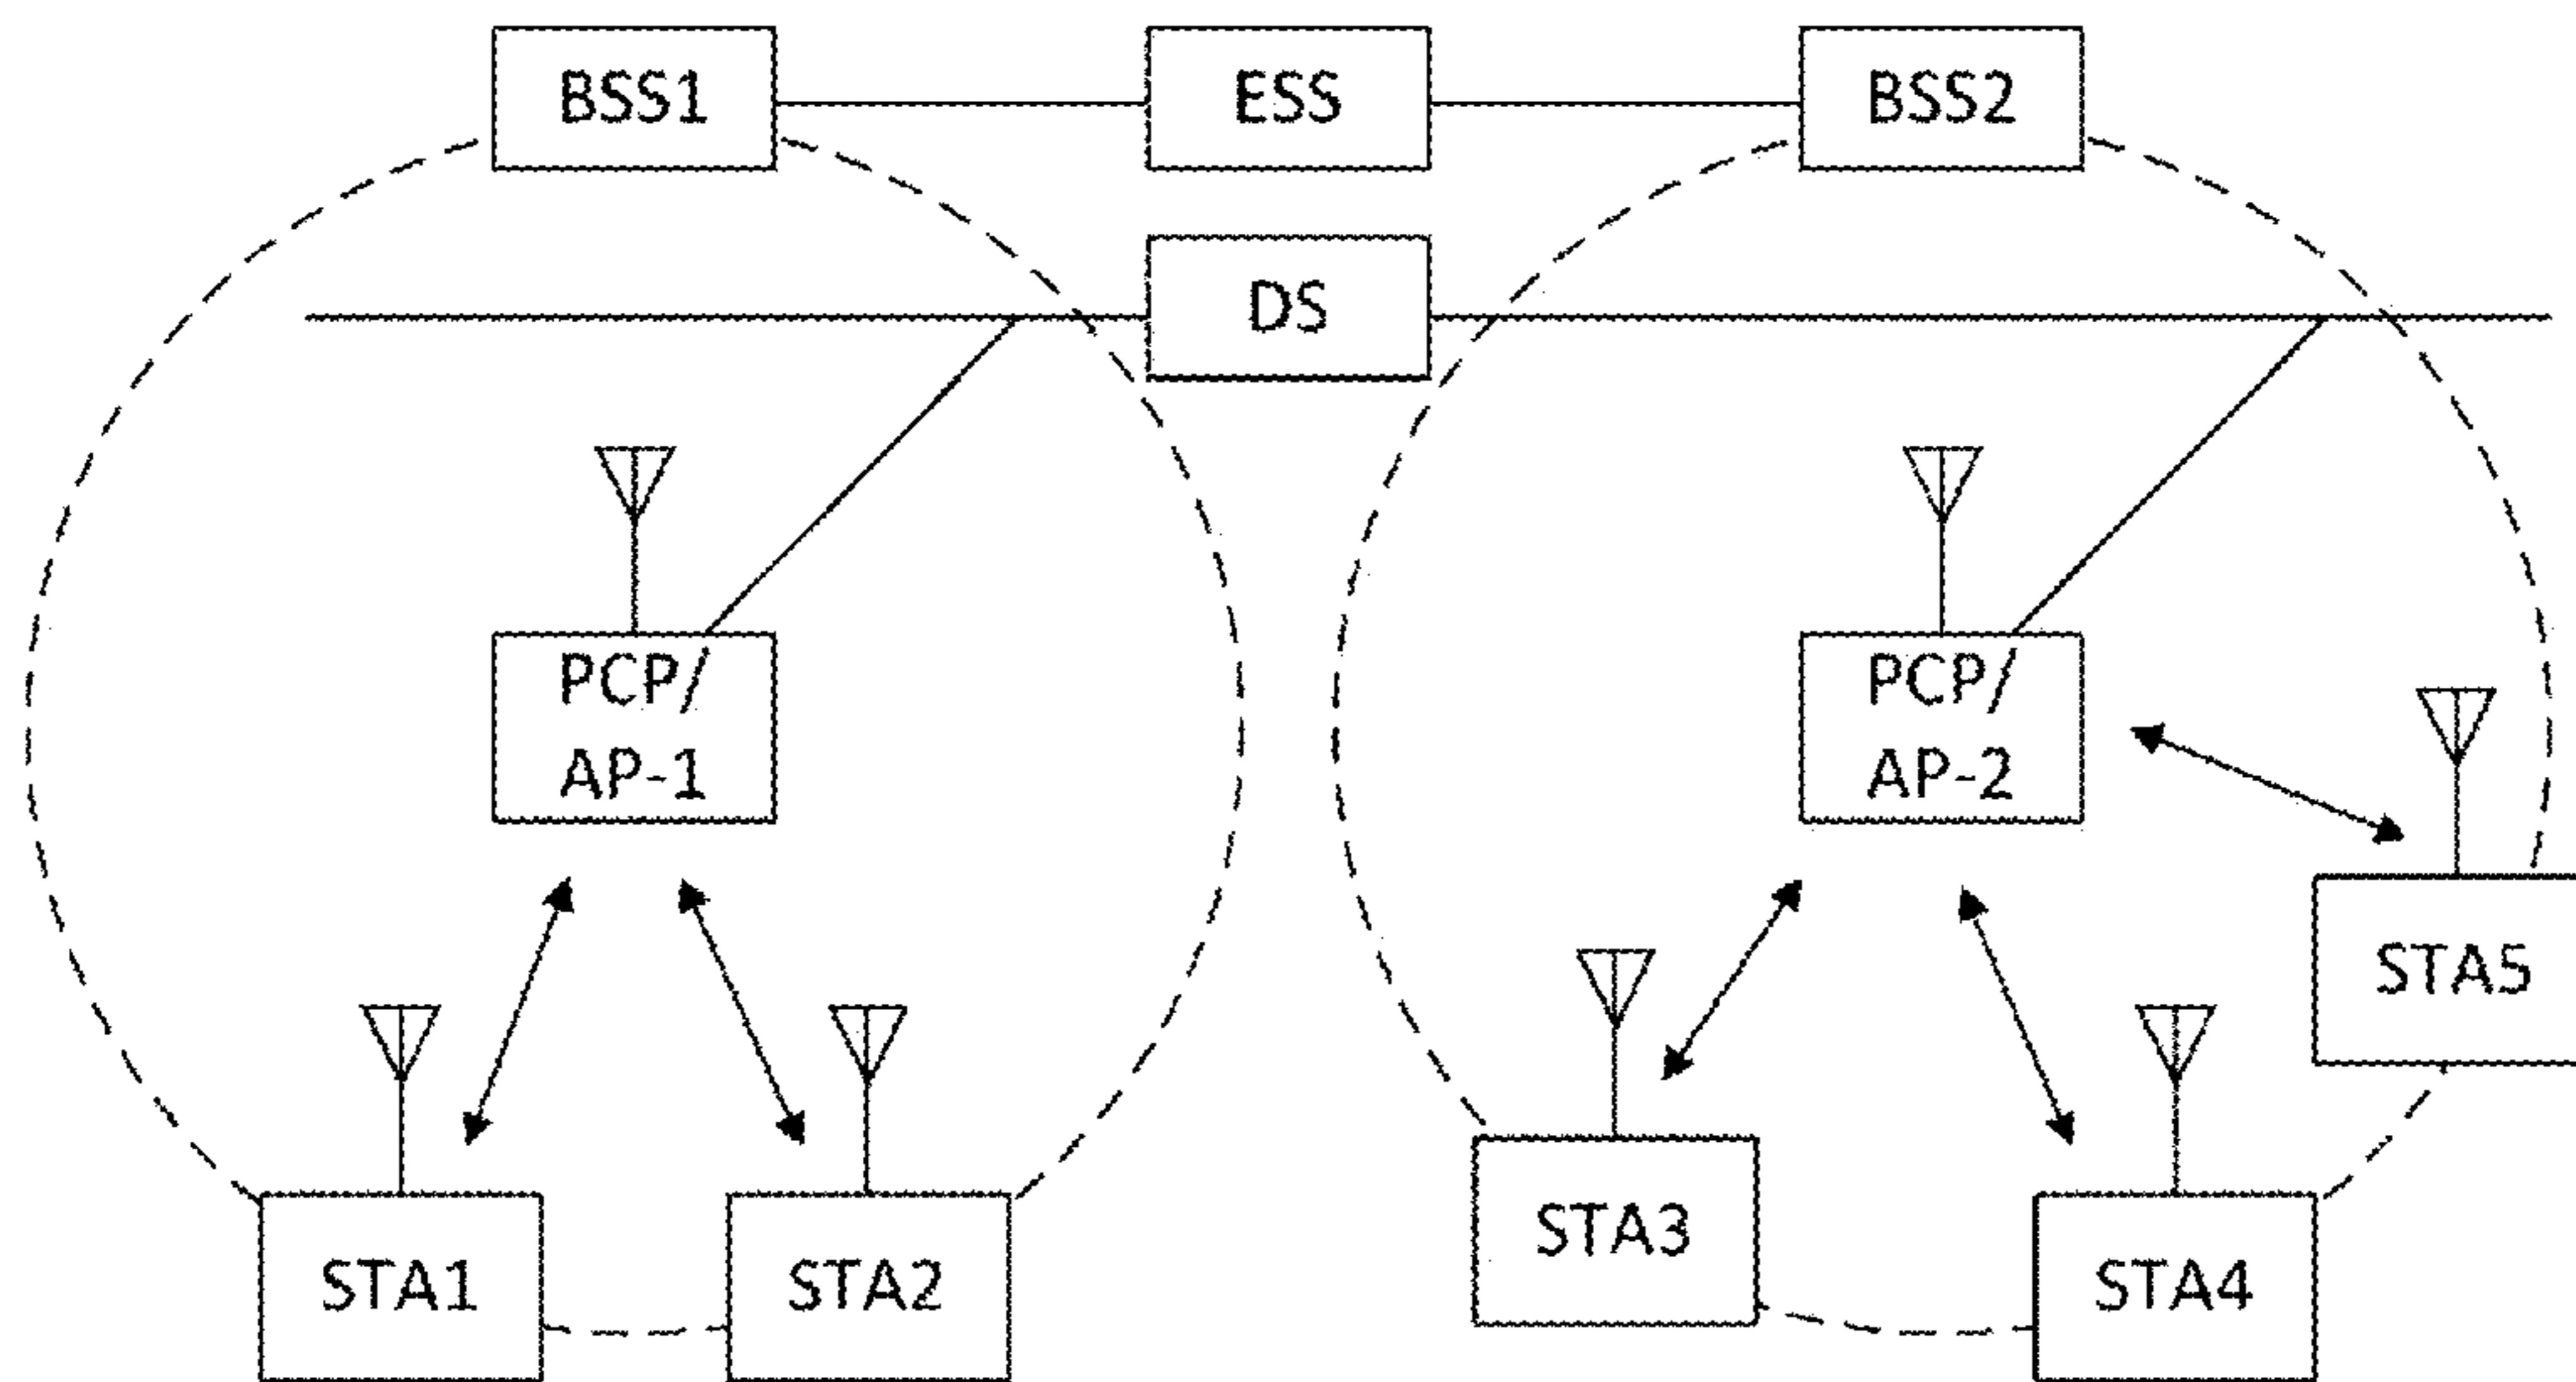 BSS1
ESS
BSS2
DS
PCP/
AP-1
PCP/
AP-2
STA5
STA3
STA1
STA2
STA4